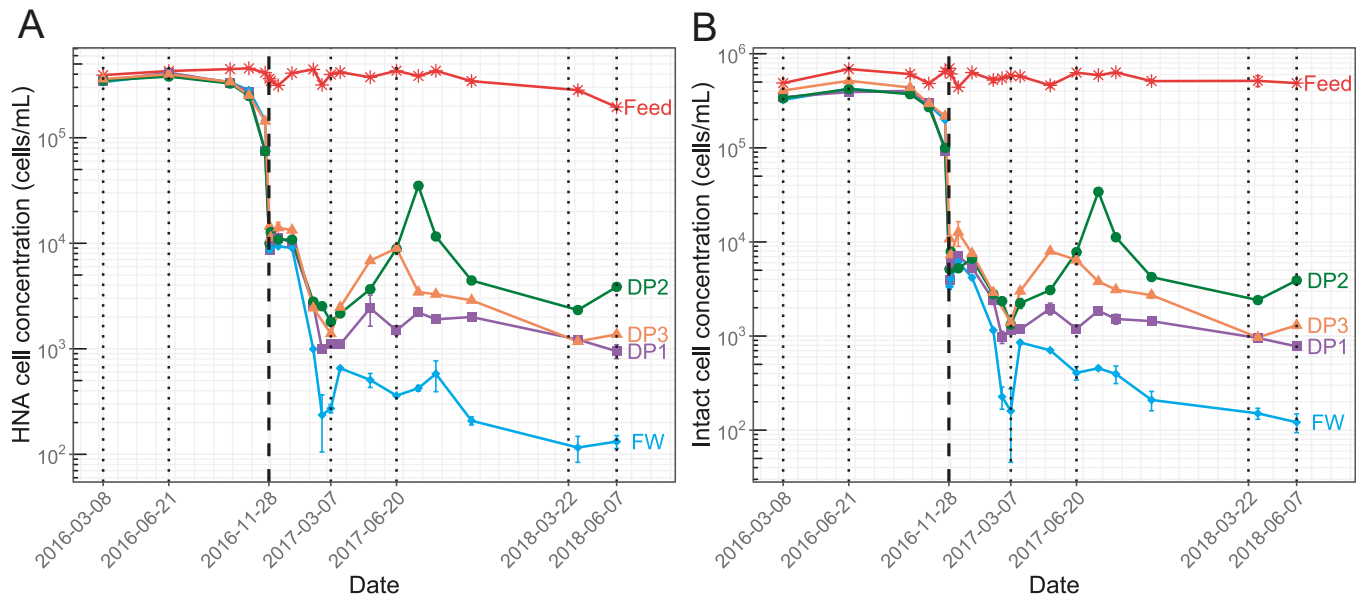 A
HNA cell concentration (cells/mL)
10⁵
10⁴
10³
10²
Feed
DP2
DP3
DP1
FW
2016-03-08
2016-06-21
2016-11-28
2017-03-07
2017-06-20
2018-03-22
2018-06-07
Date
B
Intact cell concentration (cells/mL)
10⁶
10⁵
10⁴
10³
10²
Feed
DP2
DP3
DP1
FW
2016-03-08
2016-06-21
2016-11-28
2017-03-07
2017-06-20
2018-03-22
2018-06-07
Date